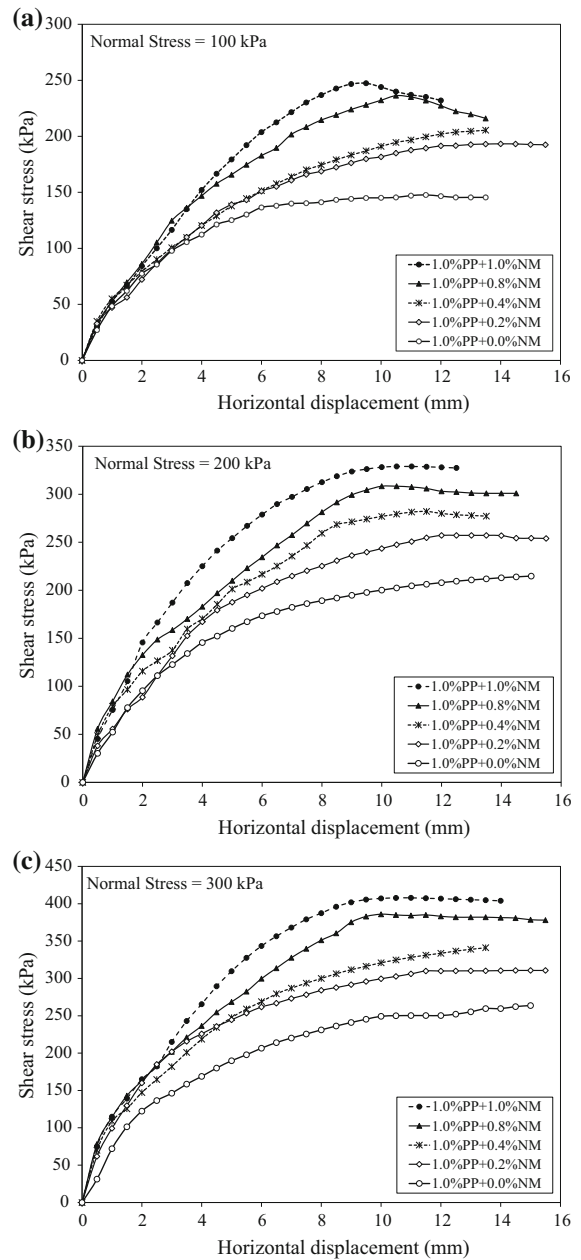 (a)
Normal Stress = 100 kPa
300
250
200
150
100
50
0
Shear stress (kPa)
1.0%PP+1.0%NM
1.0%PP+0.8%NM
1.0%PP+0.4%NM
1.0%PP+0.2%NM
1.0%PP+0.0%NM
0 2 4 6 8 10 12 14 16
Horizontal displacement (mm)
(b)
Normal Stress = 200 kPa
350
300
250
200
150
100
50
0
Shear stress (kPa)
1.0%PP+1.0%NM
1.0%PP+0.8%NM
1.0%PP+0.4%NM
1.0%PP+0.2%NM
1.0%PP+0.0%NM
0 2 4 6 8 10 12 14 16
Horizontal displacement (mm)
(c)
Normal Stress = 300 kPa
450
400
350
300
250
200
150
100
50
0
Shear stress (kPa)
1.0%PP+1.0%NM
1.0%PP+0.8%NM
1.0%PP+0.4%NM
1.0%PP+0.2%NM
1.0%PP+0.0%NM
0 2 4 6 8 10 12 14 16
Horizontal displacement (mm)